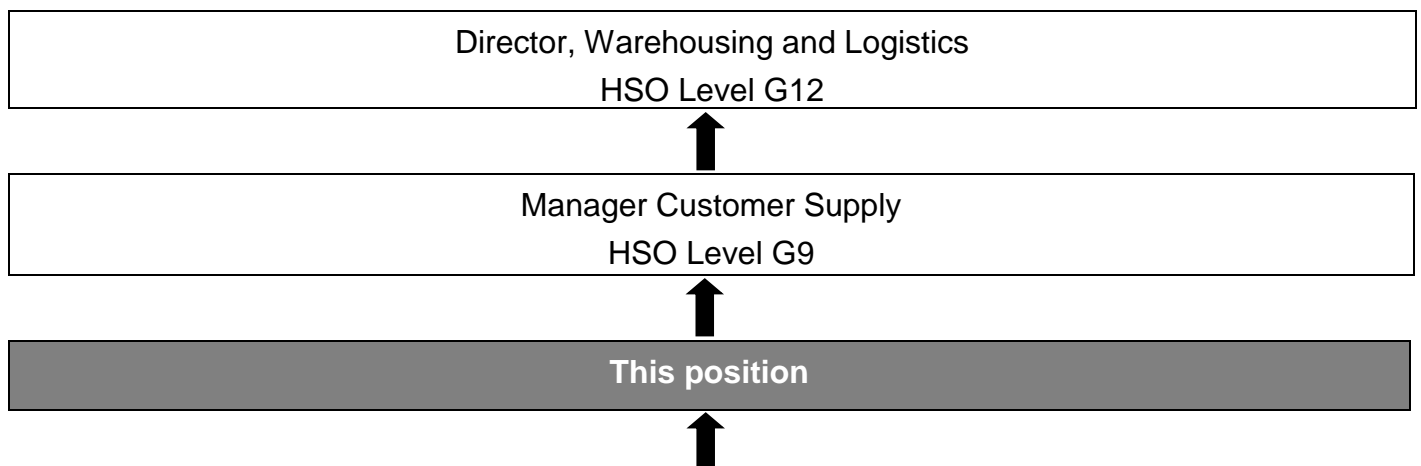 Director, Warehousing and Logistics
HSO Level G12
Manager Customer Supply
HSO Level G9
This position